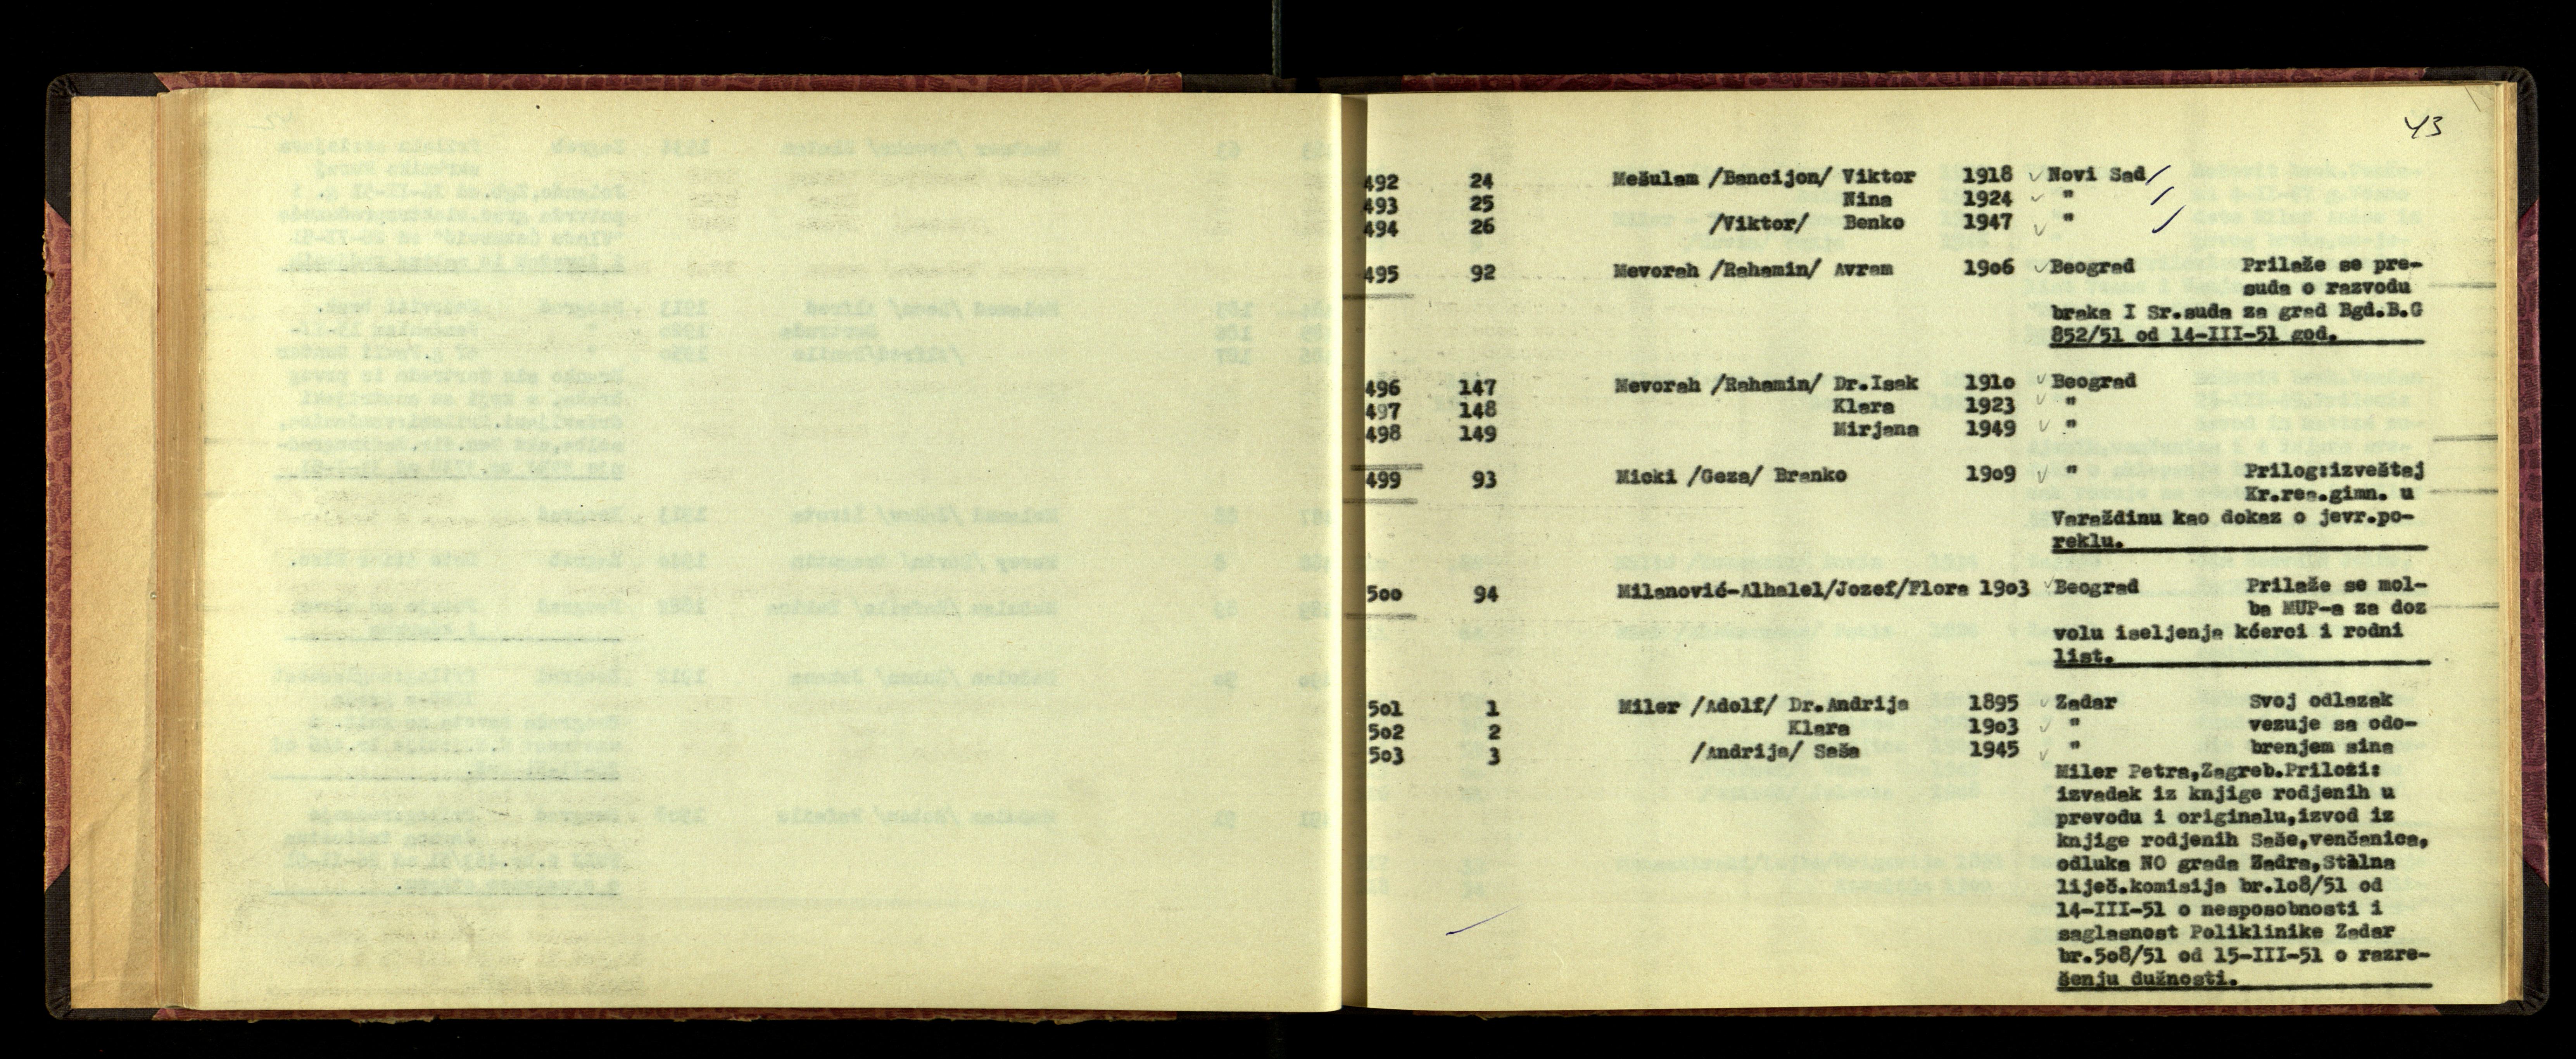 43
492 24 Mešulam /Bancijon/ Viktor 1918 Novi Sad
493 25 Nina 1924 "
494 26 /Viktor/ Benko 1947 "
495 92 Mevorah /Rahamin/ Avram 1906 Beograd Prilaže se pre-
suda o razvodu
braka I Sr.suda za grad Bgd.B.G
852/51 od 14-III-51 god.
496 147 Mevorah /Rahamin/ Dr.Isak 1910 Beograd
497 148 Klara 1923 "
498 149 Mirjana 1949 "
499 93 Micki /Geza/ Branko 1909 " Prilog:izveštaj
Kr.rea.gimn. u
Varaždinu kao dokaz o jevr.po-
reklu.
500 94 Milanović-Alhalel/Jozef/Flora 1903 Beograd Prilaže se mol-
ba MUP-a za doz
volu iseljenja kćerci i rodni
list.
501 1 Miler /Adolf/ Dr.Andrija 1895 Zadar Svoj odlazak
502 2 Klara 1903 " vezuje sa odo-
503 3 /Andrija/ Saša 1945 " brenjem sina
Miler Petra,Zagreb.Prilozi:
izvadak iz knjige rodjenih u
prevodu i originalu,izvod iz
knjige rodjenih Saše,venčanica,
odluka NO grada Zadra,Stalna
liječ.komisija br.108/51 od
14-III-51 o nesposobnosti i
saglasnost Poliklinike Zadar
br.508/51 od 15-III-51 o razre-
šenju dužnosti.